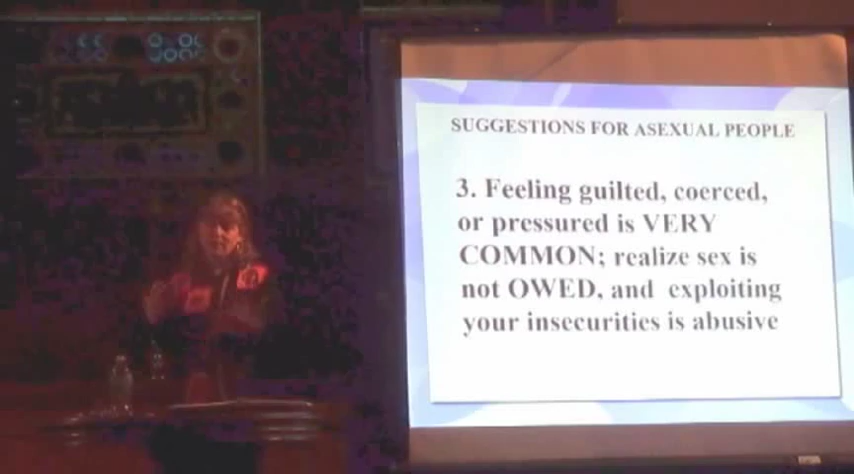 SUGGESTIONS FOR ASEXUAL PEOPLE
3. Feeling guilted, coerced,
or pressured is VERY
COMMON; realize sex is
not OWED, and exploiting
your insecurities is abusive